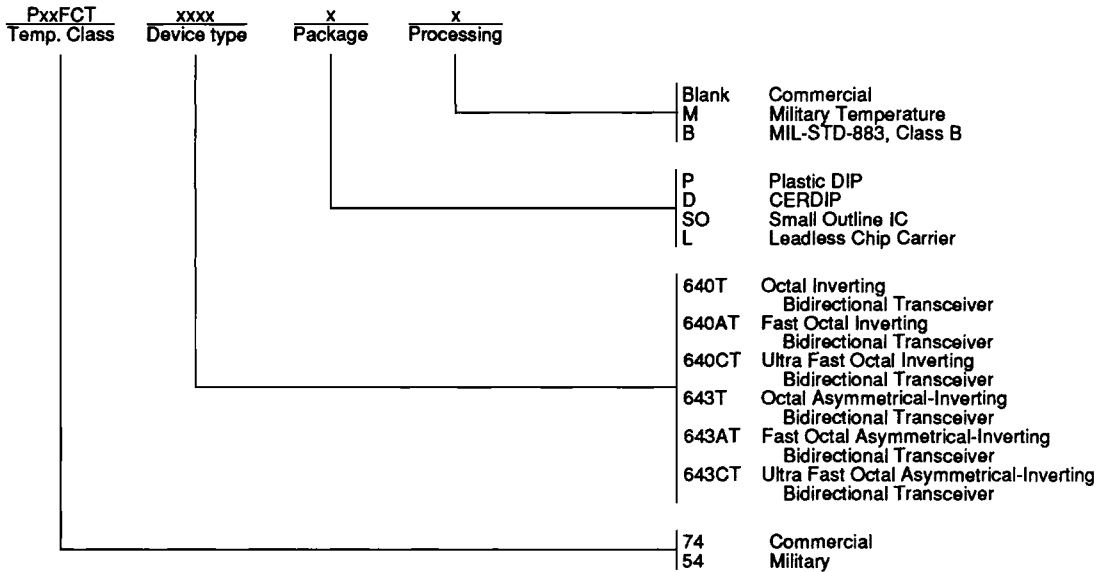 PxxFCT xxxx x x
Temp. Class Device type Package Processing
Blank Commercial
M Military Temperature
B MIL-STD-883, Class B
P Plastic DIP
D CERDIP
SO Small Outline IC
L Leadless Chip Carrier
640T Octal Inverting
Bidirectional Transceiver
640AT Fast Octal Inverting
Bidirectional Transceiver
640CT Ultra Fast Octal Inverting
Bidirectional Transceiver
643T Octal Asymmetrical-Inverting
Bidirectional Transceiver
643AT Fast Octal Asymmetrical-Inverting
Bidirectional Transceiver
643CT Ultra Fast Octal Asymmetrical-Inverting
Bidirectional Transceiver
74 Commercial
54 Military